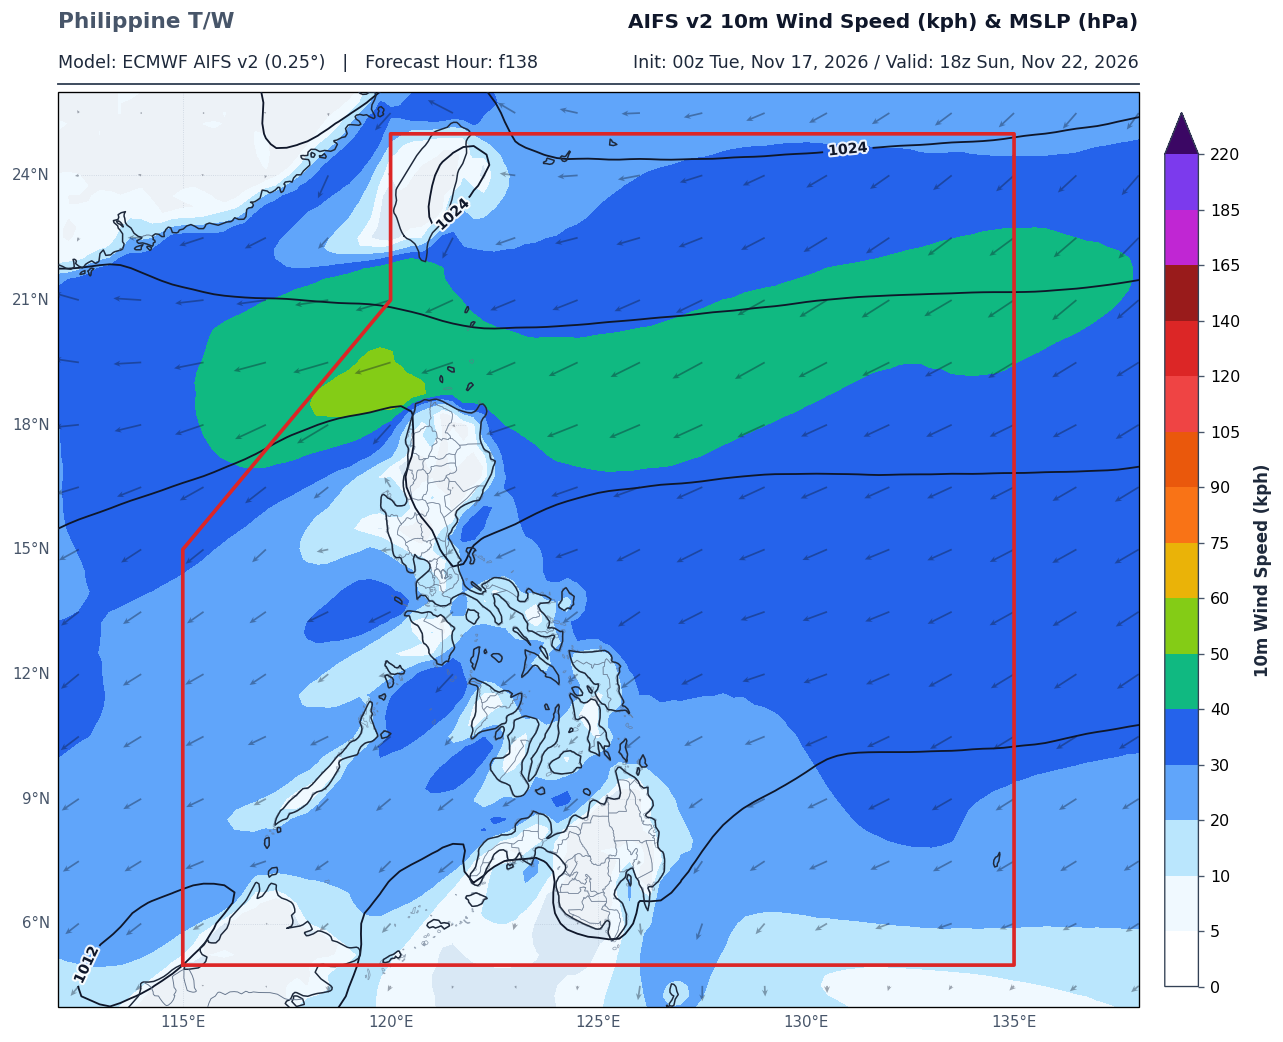 Philippine T/W
AIFS v2 10m Wind Speed (kph) & MSLP (hPa)
Model: ECMWF AIFS v2 (0.25°) | Forecast Hour: f138
Init: 00z Tue, Nov 17, 2026 / Valid: 18z Sun, Nov 22, 2026
24°N
21°N
18°N
15°N
12°N
9°N
6°N
115°E
120°E
125°E
130°E
135°E
1024
1024
1012
220
185
165
140
120
105
90
75
60
50
40
30
20
10
5
0
10m Wind Speed (kph)